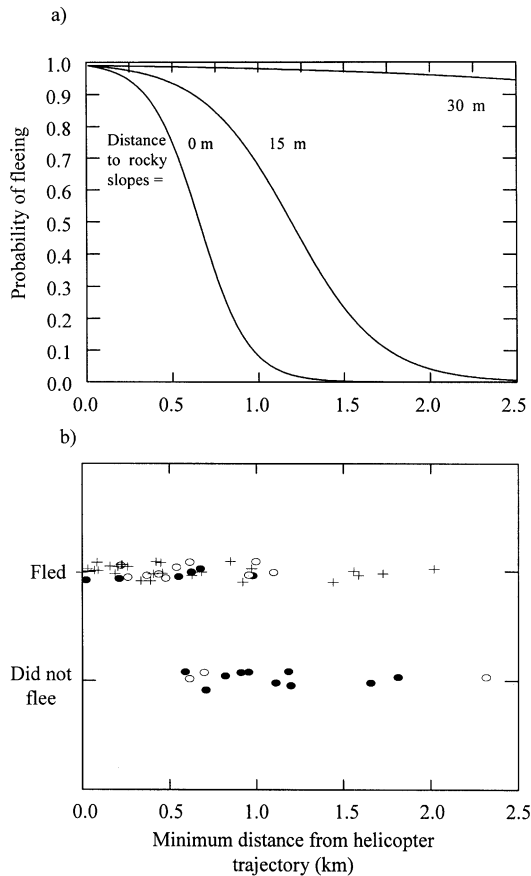 a)
1.0
0.9
0.8
0.7
0.6
0.5
0.4
0.3
0.2
0.1
0.0
Probability of fleeing
Distance
to rocky
slopes =
0 m
15 m
30 m
0.0 0.5 1.0 1.5 2.0 2.5
b)
Fled
Did not
flee
0.0 0.5 1.0 1.5 2.0 2.5
Minimum distance from helicopter
trajectory (km)